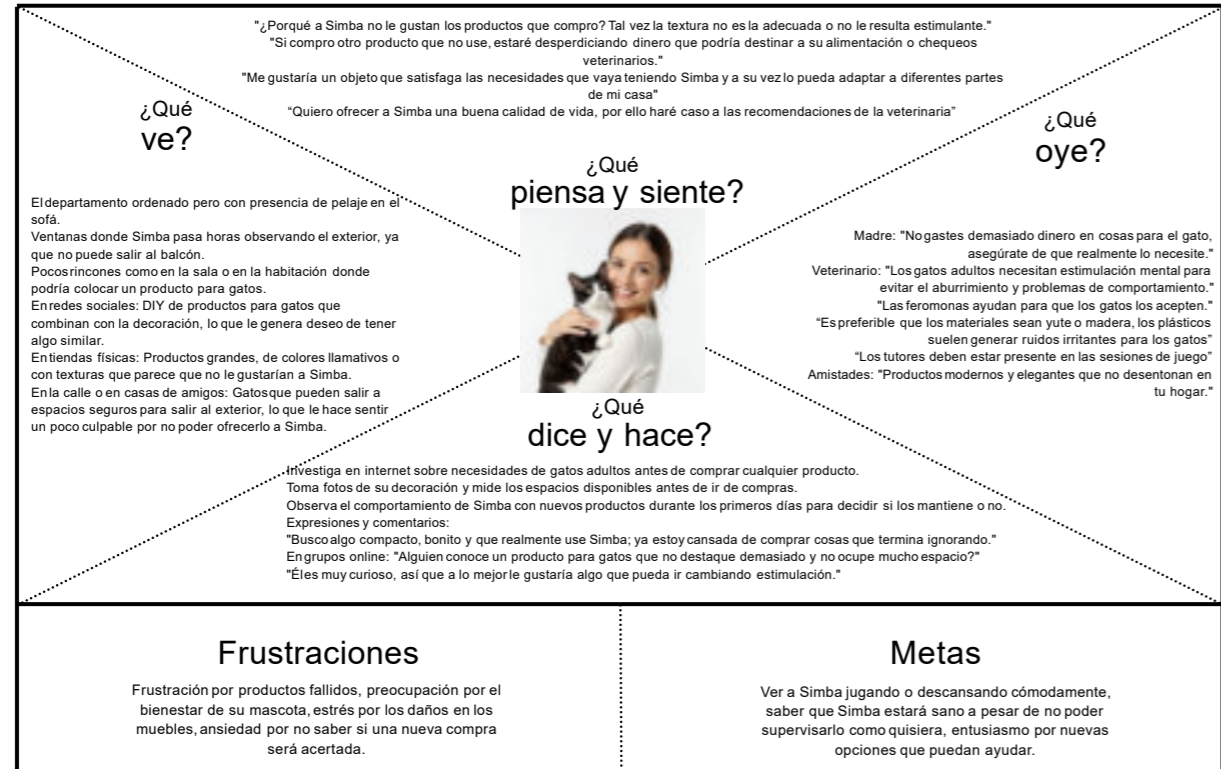 "¿Porqué a Simba no le gustan los productos que compro? Tal vez la textura no es la adecuada o no le resulta estimulante."
"Si compro otro producto que no use, estaré desperdiciando dinero que podría destinar a su alimentación o chequeos
veterinarios."
"Me gustaría un objeto que satisfaga las necesidades que vaya teniendo Simba y a su vez lo pueda adaptar a diferentes partes
de mi casa"
“Quiero ofrecer a Simba una buena calidad de vida, por ello haré caso a las recomendaciones de la veterinaria”
¿Qué
ve?
El departamento ordenado pero con presencia de pelaje en el
sofá.
Ventanas donde Simba pasa horas observando el exterior, ya
que no puede salir al balcón.
Pocos rincones como en la sala o en la habitación donde
podría colocar un producto para gatos.
En redes sociales: DIY de productos para gatos que
combinan con la decoración, lo que le genera deseo de tener
algo similar.
En tiendas físicas: Productos grandes, de colores llamativos o
con texturas que parece que no le gustarían a Simba.
En la calle o en casas de amigos: Gatos que pueden salir a
espacios seguros para salir al exterior, lo que le hace sentir
un poco culpable por no poder ofrecerlo a Simba.
¿Qué
piensa y siente?
¿Qué
oye?
Madre: "No gastes demasiado dinero en cosas para el gato,
asegúrate de que realmente lo necesite."
Veterinario: "Los gatos adultos necesitan estimulación mental para
evitar el aburrimiento y problemas de comportamiento."
"Las feromonas ayudan para que los gatos los acepten."
“Es preferible que los materiales sean yute o madera, los plásticos
suelen generar ruidos irritantes para los gatos”
“Los tutores deben estar presente en las sesiones de juego”
Amistades: "Productos modernos y elegantes que no desentonan en
tu hogar."
¿Qué
dice y hace?
Investiga en internet sobre necesidades de gatos adultos antes de comprar cualquier producto.
Toma fotos de su decoración y mide los espacios disponibles antes de ir de compras.
Observa el comportamiento de Simba con nuevos productos durante los primeros días para decidir si los mantiene o no.
Expresiones y comentarios:
"Busco algo compacto, bonito y que realmente use Simba; ya estoy cansada de comprar cosas que termina ignorando."
En grupos online: "Alguien conoce un producto para gatos que no destaque demasiado y no ocupe mucho espacio?"
"Él es muy curioso, así que a lo mejor le gustaría algo que pueda ir cambiando estimulación."
Frustraciones
Frustración por productos fallidos, preocupación por el
bienestar de su mascota, estrés por los daños en los
muebles, ansiedad por no saber si una nueva compra
será acertada.
Metas
Ver a Simba jugando o descansando cómodamente,
saber que Simba estará sano a pesar de no poder
supervisarlo como quisiera, entusiasmo por nuevas
opciones que puedan ayudar.